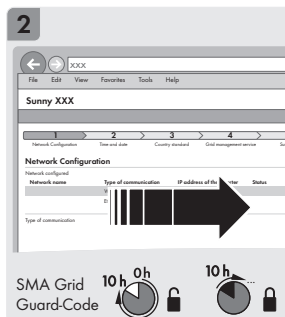 2
xxx
File Edit View Favorites Tools Help
Sunny XXX
1 2 3 4
Network Configuration Time and date Country standard Grid management service
Network Configuration
Network configured
Network name Type of communication IP address of the Status
Type of communication
10 h 0 h 10 h ...
SMA Grid
Guard-Code